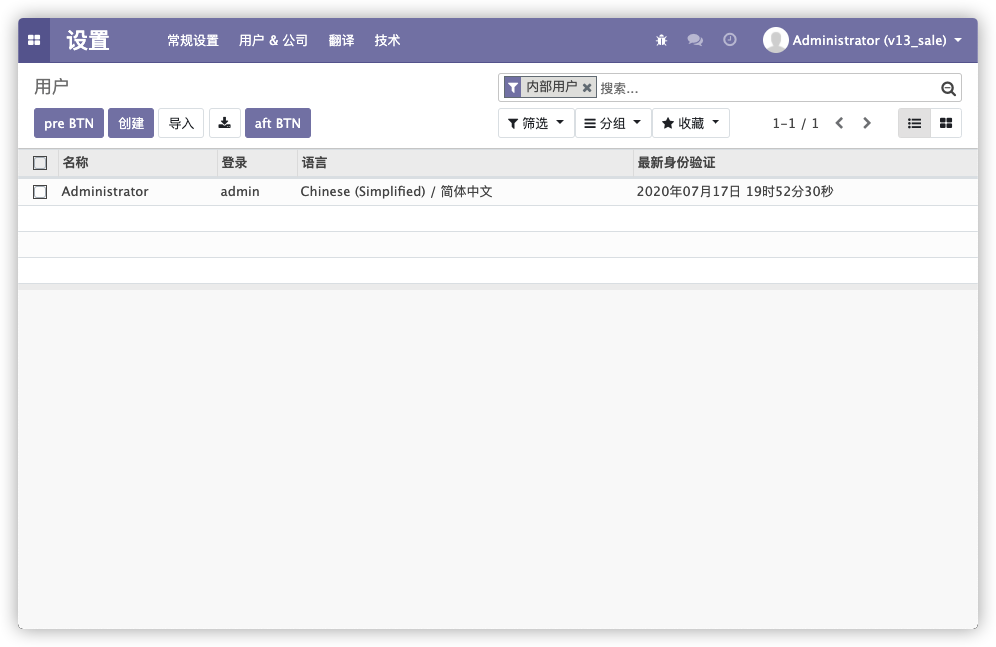 设置 常规设置 用户 & 公司 翻译 技术 Administrator (v13_sale)
用户 内部用户 搜索...
pre BTN 创建 导入 aft BTN 筛选 分组 收藏 1-1 / 1
名称 登录 语言 最新身份验证
Administrator admin Chinese (Simplified) / 简体中文 2020年07月17日 19时52分30秒